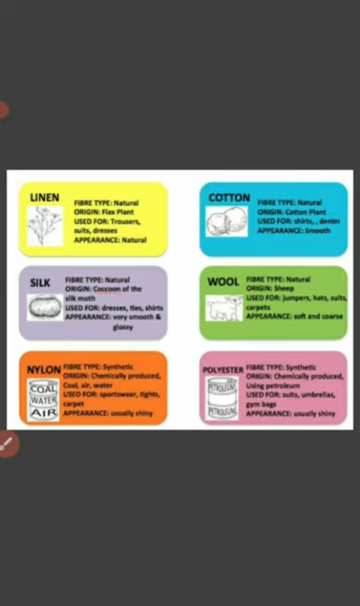 LINEN
FIBRE TYPE: Natural
ORIGIN: Flax Plant
USED FOR: Trousers,
suits, dresses
APPEARANCE: Natural
COTTON
FIBRE TYPE: Natural
ORIGIN: Cotton Plant
USED FOR: shirts, , denim
APPEARANCE: Smooth
SILK
FIBRE TYPE: Natural
ORIGIN: Coccoon of the
silk moth
USED FOR: dresses, ties, shirts
APPEARANCE: very smooth &
glossy
WOOL
FIBRE TYPE: Natural
ORIGIN: Sheep
USED FOR: jumpers, hats, suits,
carpets
APPEARANCE: soft and coarse
NYLON
COAL
WATER
AIR
FIBRE TYPE: Synthetic
ORIGIN: Chemically produced,
Coal, air, water
USED FOR: sportswear, tights,
carpet
APPEARANCE: usually shiny
POLYESTER
PETROLEUM
PETROLEUM
FIBRE TYPE: Synthetic
ORIGIN: Chemically produced,
Using petroleum
USED FOR: suits, umbrellas,
gym bags
APPEARANCE: usually shiny